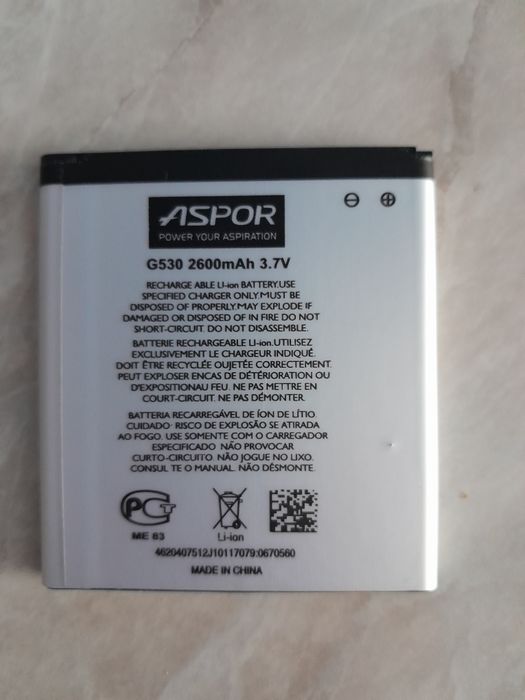 ASPOR
POWER YOUR ASPIRATION
G530 2600mAh 3.7V
RECHARGE ABLE LI-ion BATTERY.USE
SPECIFIED CHARGER ONLY.MUST BE
DISPOSED OF PROPERLY.MAY EXPLODE IF
DAMAGED OR DISPOSED OF IN FIRE DO NOT
SHORT-CIRCUIT. DO NOT DISASSEMBLE.
BATTERIE RECHARGEABLE LI-ion.UTILISEZ
EXCLUSIVEMENT LE CHARGEUR INDIQUÉ.
DOIT ÊTRE RECYCLÉE OUJETÉE CORRECTEMENT.
PEUT EXPLOSER ENCAS DE DÉTÉRIORATION OU
D'EXPOSITIONAU FEU. NE PAS METTRE EN
COURT-CIRCUIT. NE PAS DÉMONTER.
BATTERIA RECARREGÁVEL DE ÍON DE LÍTIO
CUIDADO· RISCO DE EXPLOSÃO SE ATIRADA
AO FOGO. USE SOMENTE COM O CARREGADOR
ESPECIFICADO NÃO PROVOCAR
CURTO-CIRCUITO. NÃO JOGUE NO LIXO.
CONSUL TE O MANUAL. NÃO DÉSMONTE.
PCT
ME 83
Li-ion
4620407512J10117079:0670560
MADE IN CHINA